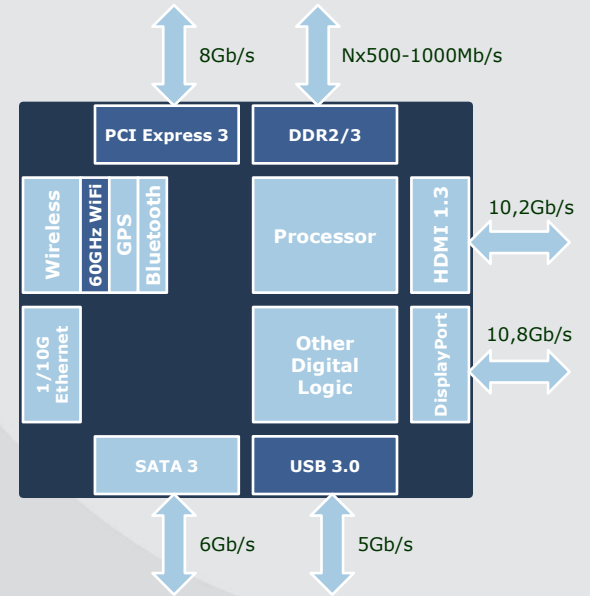 8Gb/s
Nx500-1000Mb/s
PCI Express 3
DDR2/3
Wireless
60GHz WiFi
GPS
Bluetooth
Processor
HDMI 1.3
10,2Gb/s
1/10G
Ethernet
Other
Digital
Logic
DisplayPort
10,8Gb/s
SATA 3
USB 3.0
6Gb/s
5Gb/s